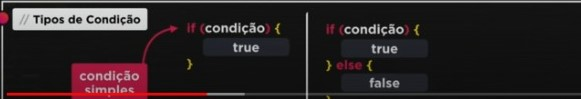 // Tipos de Condição
if (condição) {
true
}
condição
simples
if (condição) {
true
} else {
false
}